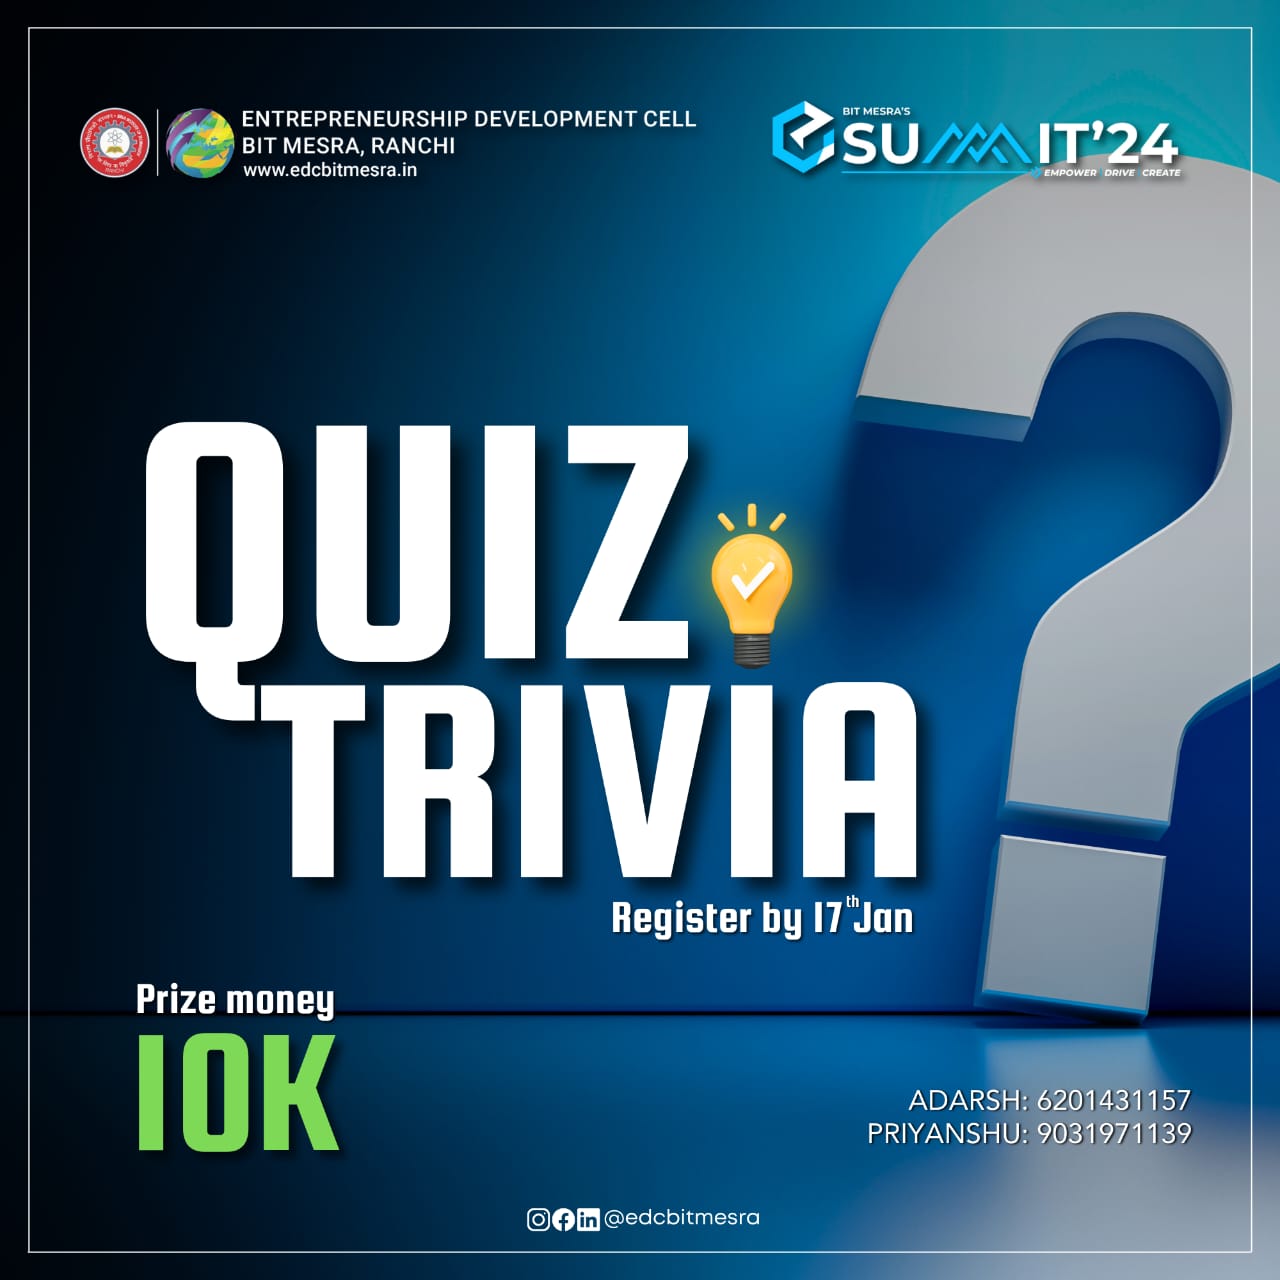 ENTREPRENEURSHIP DEVELOPMENT CELL
BIT MESRA, RANCHI
www.edcbitmesra.in
BIT MESRA'S
ESUMMIT'24
EMPOWER DRIVE CREATE
QUIZ
TRIVIA
Register by 17th Jan
Prize money
10K
ADARSH: 6201431157
PRIYANSHU: 9031971139
@edcbitmesra